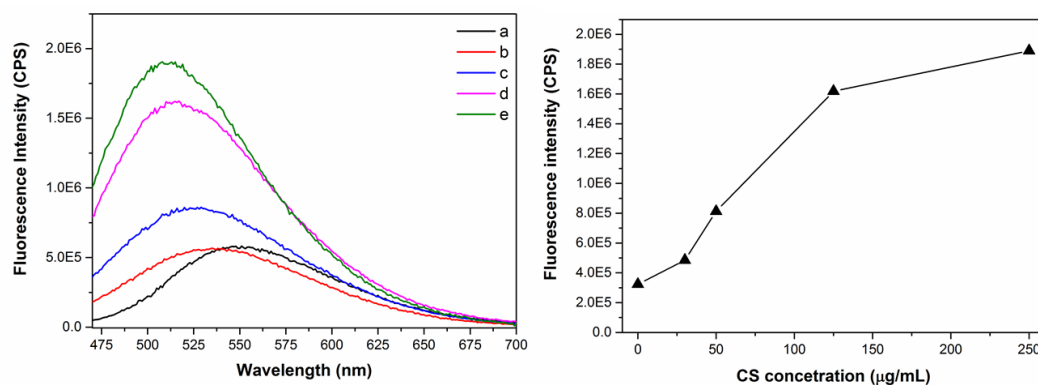 Fluorescence Intensity (CPS)
2.0E6
1.5E6
1.0E6
5.0E5
0.0
475 500 525 550 575 600 625 650 675 700
Wavelength (nm)
a
b
c
d
e
Fluorescence intensity (CPS)
2.0E6
1.8E6
1.6E6
1.4E6
1.2E6
1.0E6
8.0E5
6.0E5
4.0E5
2.0E5
0.0
0 50 100 150 200 250
CS concetration (μg/mL)